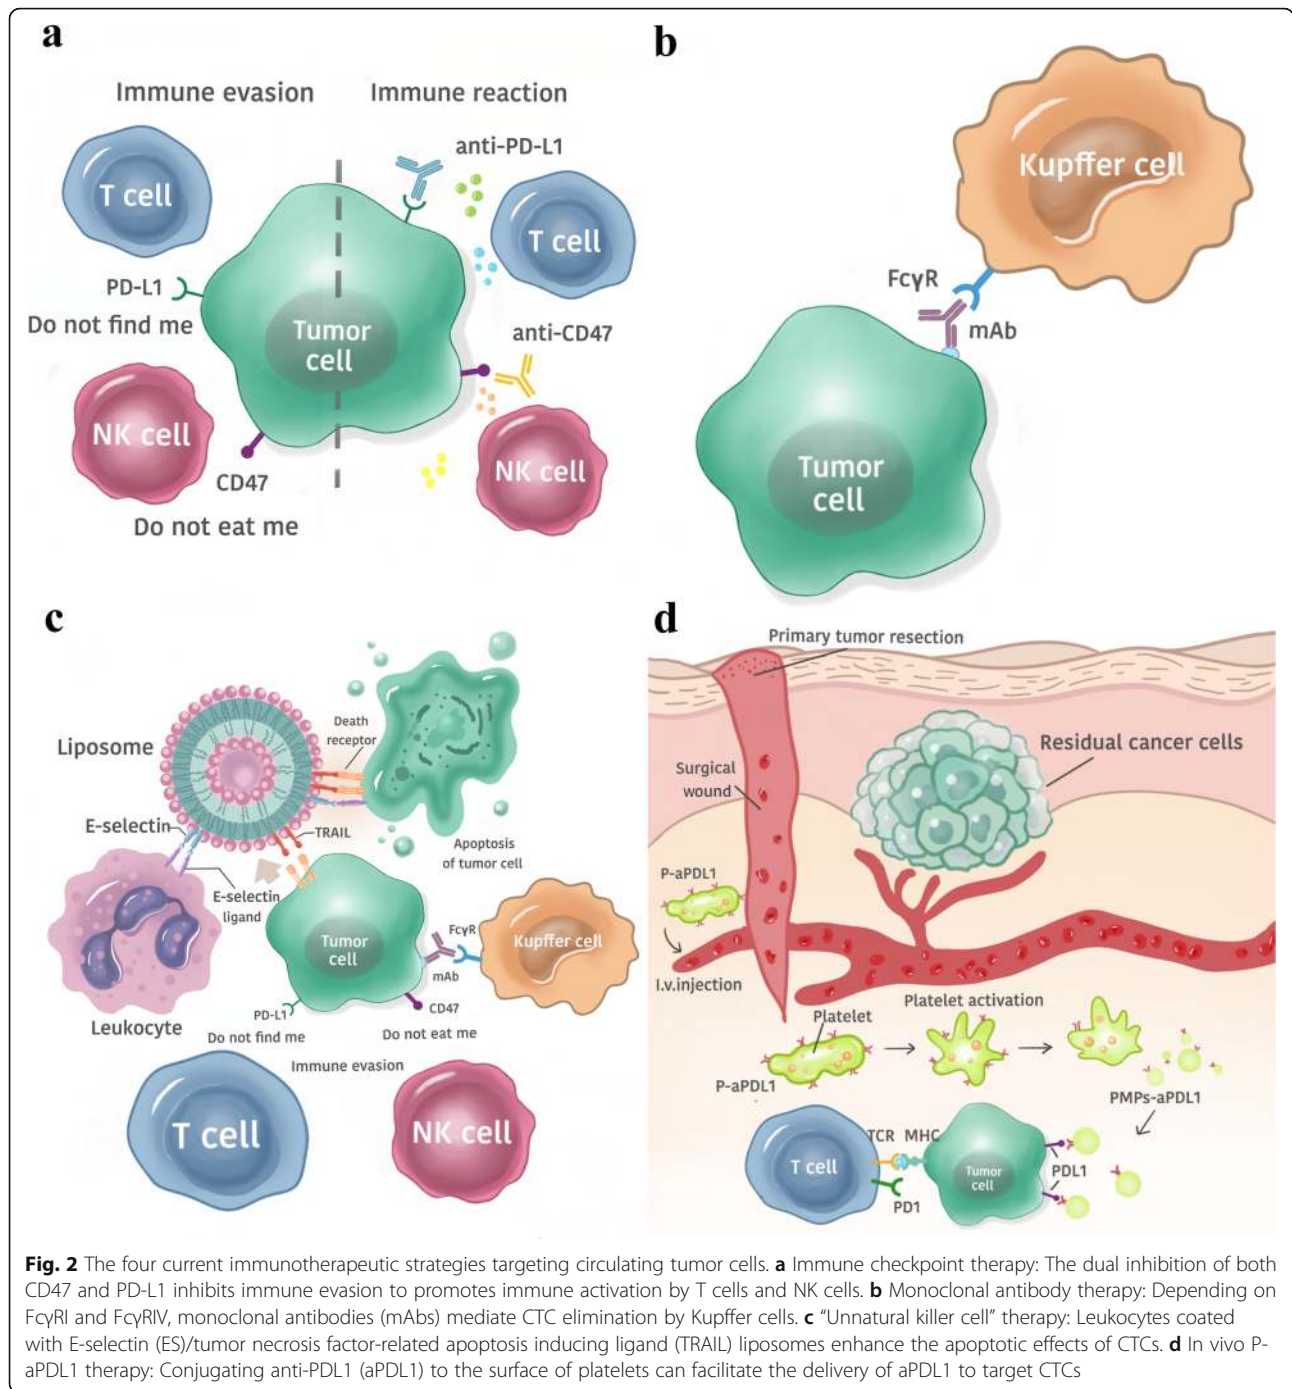 a
Immune evasion
Immune reaction
anti-PD-L1
T cell
T cell
PD-L1
Do not find me
Tumor
cell
anti-CD47
NK cell
NK cell
CD47
Do not eat me
b
Kupffer cell
FcγR
mAb
Tumor
cell
c
Liposome
Death
receptor
E-selectin
TRAIL
Apoptosis
of tumor cell
E-selectin
ligand
Tumor
cell
FcγR
mAb
Kupffer cell
Leukocyte
PD-L1
Do not find me
CD47
Do not eat me
Immune evasion
T cell
NK cell
d
Primary tumor resection
Residual cancer cells
Surgical
wound
P-aPDL1
I.v.injection
Platelet
Platelet activation
P-aPDL1
PMPs-aPDL1
TCR MHC
T cell
Tumor
cell
PDL1
PD1
Fig. 2 The four current immunotherapeutic strategies targeting circulating tumor cells. a Immune checkpoint therapy: The dual inhibition of both
CD47 and PD-L1 inhibits immune evasion to promotes immune activation by T cells and NK cells. b Monoclonal antibody therapy: Depending on
FcγRI and FcγRIV, monoclonal antibodies (mAbs) mediate CTC elimination by Kupffer cells. c “Unnatural killer cell” therapy: Leukocytes coated
with E-selectin (ES)/tumor necrosis factor-related apoptosis inducing ligand (TRAIL) liposomes enhance the apoptotic effects of CTCs. d In vivo P-
aPDL1 therapy: Conjugating anti-PDL1 (aPDL1) to the surface of platelets can facilitate the delivery of aPDL1 to target CTCs